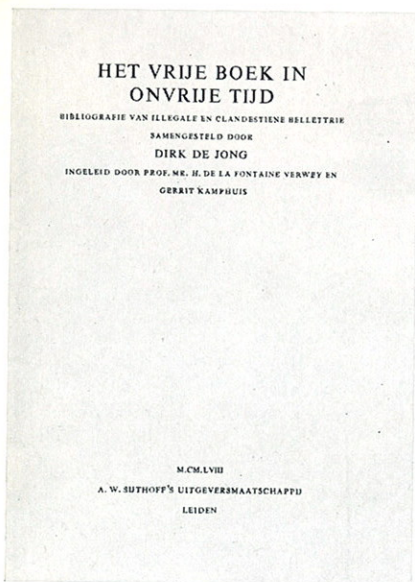 HET VRIJE BOEK IN
ONVRIJE TIJD
BIBLIOGRAFIE VAN ILLEGALE EN CLANDESTIENE BELLETTRIE
SAMENGESTELD DOOR
DIRK DE JONG
INGELEID DOOR PROF. MR. H. DE LA FONTAINE VERWEY EN
GERRIT KAMPHUIS
M.CM.LVIII
A. W. SIJTHOFF'S UITGEVERSMAATSCHAPPIJ
LEIDEN